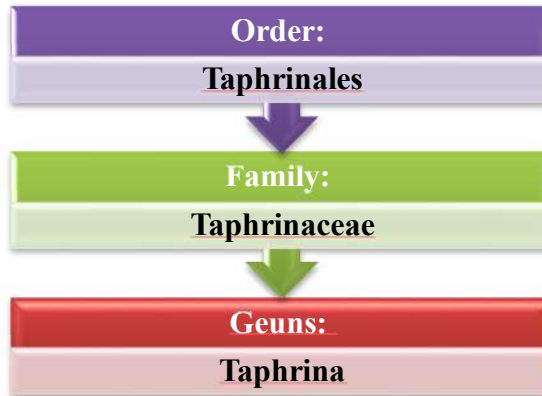 Order:
Taphrinales
Family:
Taphrinaceae
Geuns:
Taphrina